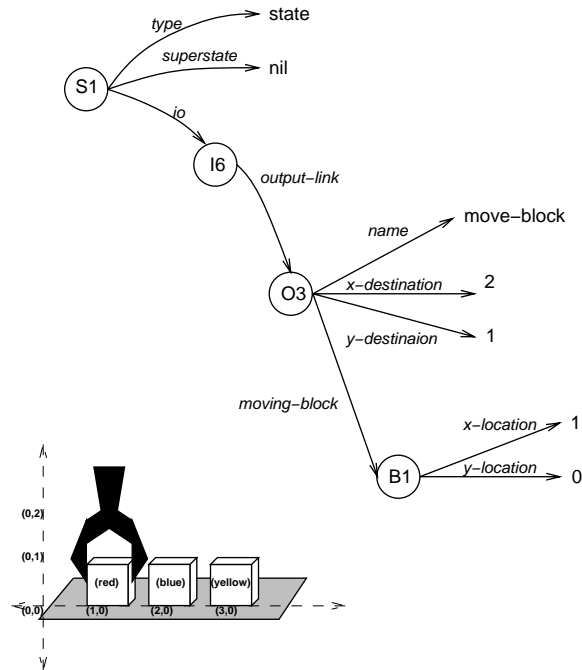 type
state
superstate
nil
S1
io
I6
output-link
name
move-block
O3
x-destination
2
y-destinaion
1
moving-block
x-location
1
B1
y-location
0
(0,2)
(0,1)
(red)
(blue)
(yellow)
(0,0)
(1,0)
(2,0)
(3,0)